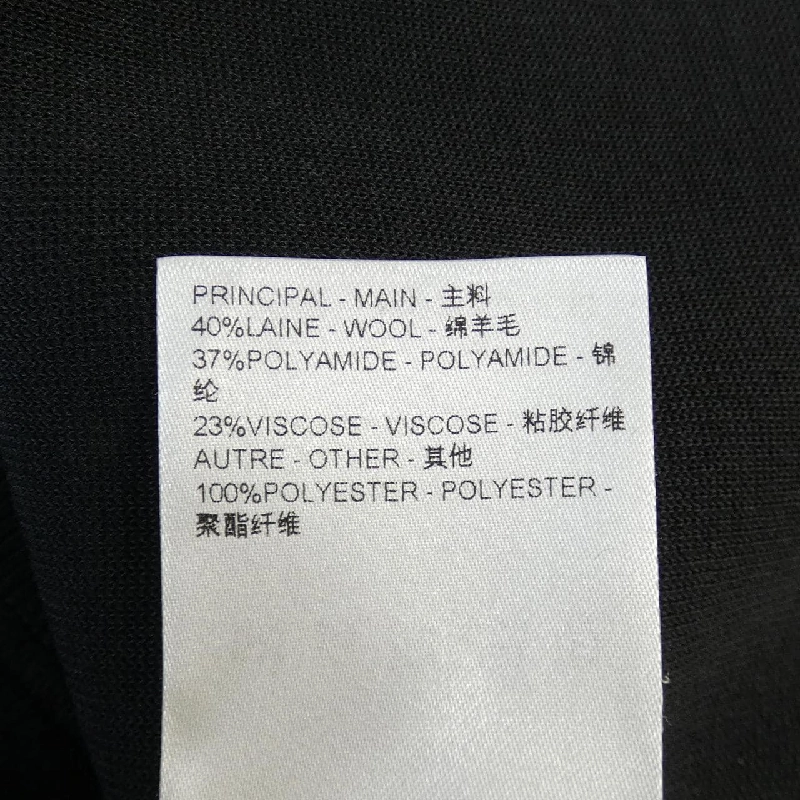 PRINCIPAL - MAIN - 主料
40%LAINE - WOOL - 绵羊毛
37%POLYAMIDE - POLYAMIDE - 锦
纶
23%VISCOSE - VISCOSE - 粘胶纤维
AUTRE - OTHER - 其他
100%POLYESTER - POLYESTER -
聚酯纤维